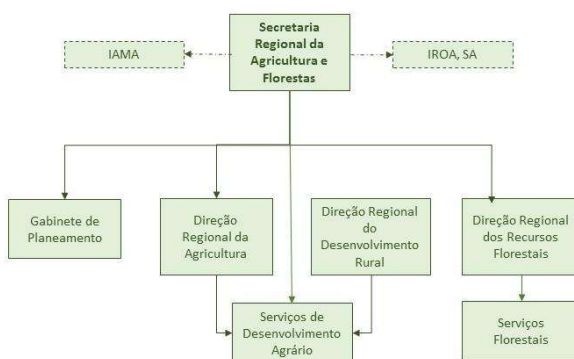 Secretaria
Regional da
Agricultura e
Florestas
IAMA
IROA, SA
Gabinete de
Planeamento
Direção
Regional da
Agricultura
Direção Regional
do
Desenvolvimento
Rural
Direção Regional
dos Recursos
Florestais
Serviços de
Desenvolvimento
Agrário
Serviços
Florestais